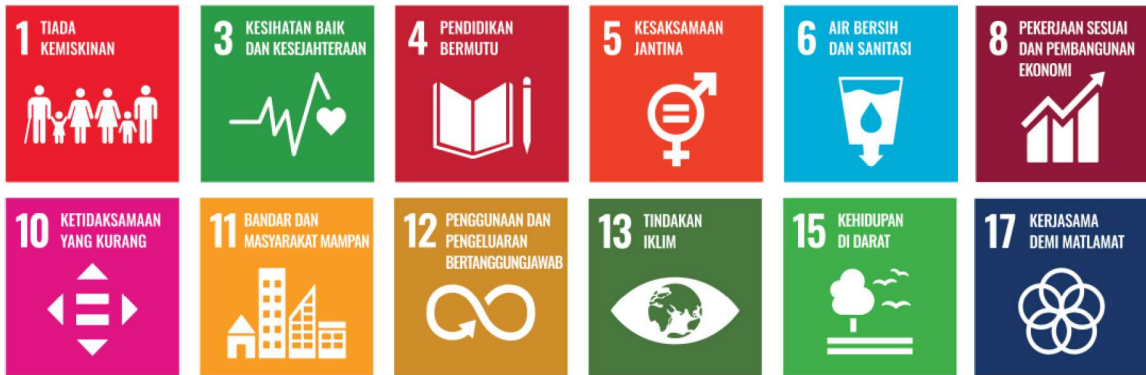 1 TIADA
KEMISKINAN
3 KESIHATAN BAIK
DAN KESEJAHTERAAN
4 PENDIDIKAN
BERMUTU
5 KESAKSAMAAN
JANTINA
6 AIR BERSIH
DAN SANITASI
8 PEKERJAAN SESUAI
DAN PEMBANGUNAN
EKONOMI
10 KETIDAKSAMAAN
YANG KURANG
11 BANDAR DAN
MASYARAKAT MAMPAN
12 PENGGUNAAN DAN
PENGELUARAN
BERTANGGUNGJAWAB
13 TINDAKAN
IKLIM
15 KEHIDUPAN
DI DARAT
17 KERJASAMA
DEMI MATLAMAT